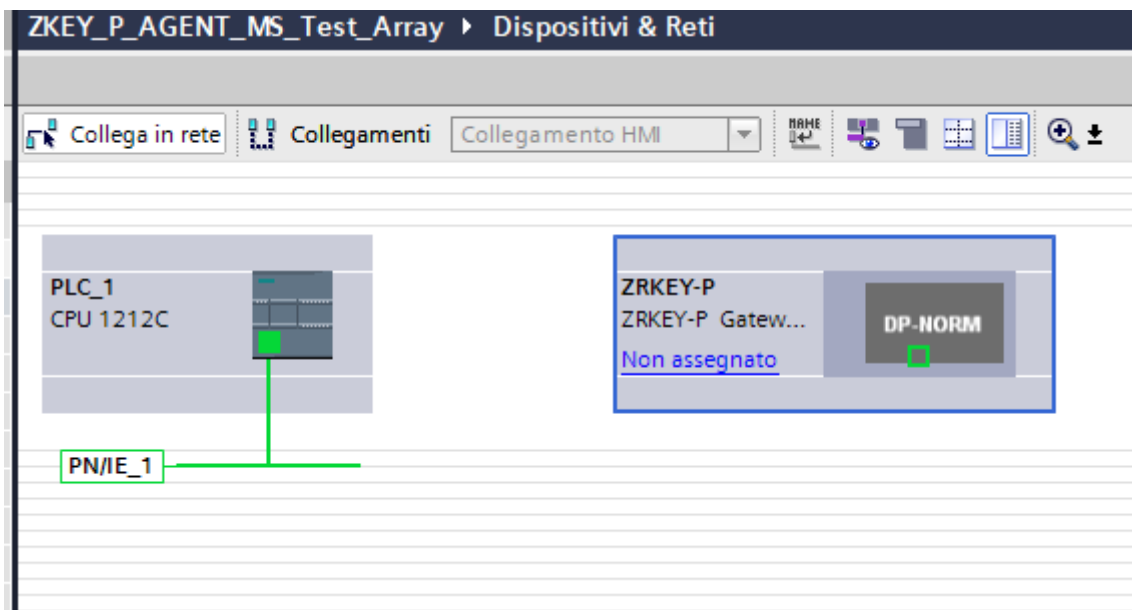 ZKEY_P_AGENT_MS_Test_Array ▸ Dispositivi & Reti
Collega in rete Collegamenti Collegamento HMI NAME
PLC_1
CPU 1212C
ZRKEY-P
ZRKEY-P Gatew...
Non assegnato
DP-NORM
PN/IE_1